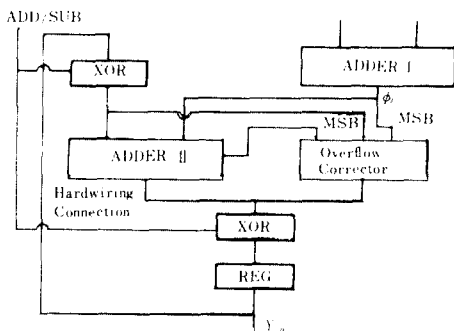 ADD/SUB
XOR
ADDER I
MSB
MSB
ADDER II
Overflow
Corrector
Hardwiring
Connection
XOR
REG